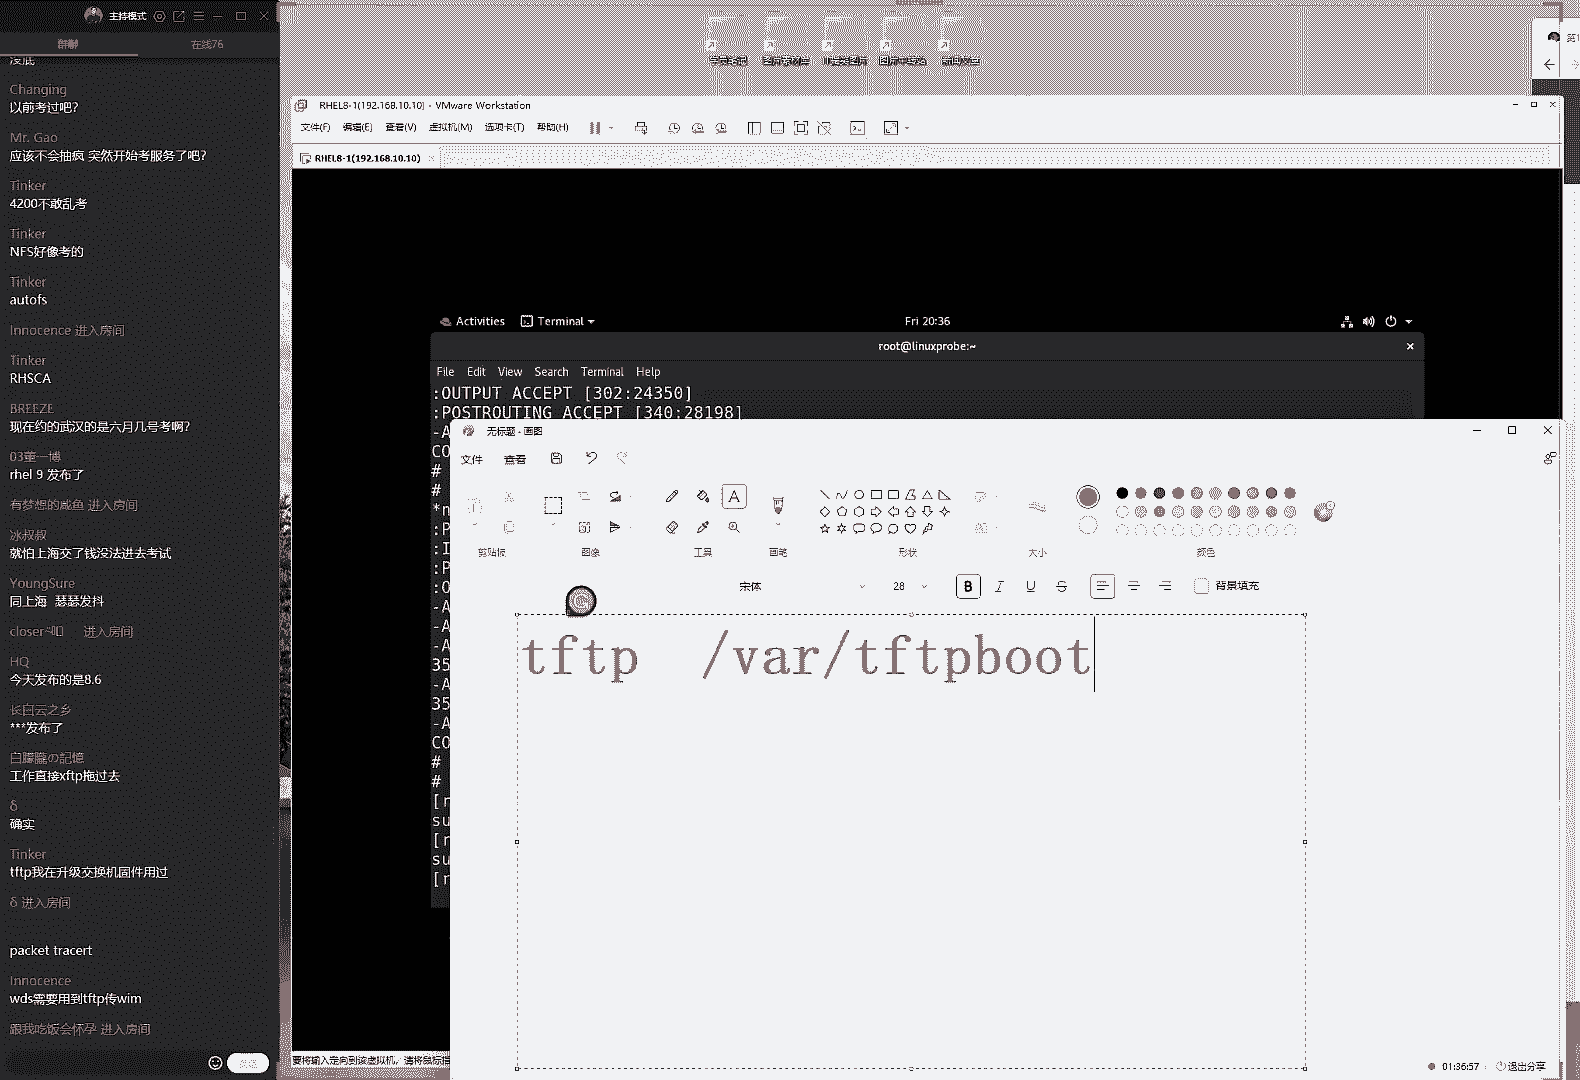 主持模式
群聊
在线76
没底
Changing
以前考过吧?
Mr. Gao
应该不会抽疯 突然开始考服务了吧?
Tinker
4200不敢乱考
Tinker
NFS好像考的
Tinker
autofs
Innocence 进入房间
Tinker
RHSCA
BREEZE
现在约的武汉的是六月几号考啊?
03董一博
rhel 9 发布了
有梦想的咸鱼 进入房间
冰叔叔
就怕上海交了钱没法进去考试
YoungSure
同上海 瑟瑟发抖
closer~吅 进入房间
HQ
今天发布的是8.6
长白云之乡
***发布了
白朦朧の記憶
工作直接xftp拖过去
δ
确实
Tinker
tftp我在升级交换机固件用过
δ 进入房间
packet tracert
Innocence
wds需要用到tftp传wim
跟我吃饭会怀孕 进入房间
RHEL8-1(192.168.10.10) - VMware Workstation
文件(F) 编辑(E) 查看(V) 虚拟机(M) 选项卡(T) 帮助(H)
RHEL8-1(192.168.10.10)
Activities Terminal Fri 20:36
root@linuxprobe:~
File Edit View Search Terminal Help
:OUTPUT ACCEPT [302:24350]
:POSTROUTING ACCEPT [340:28198]
-A
CO
#
#
*n
:P
:I
:P
:O
-A
-A
-A
35
-A
35
-A
CO
#
#
[r
su
[r
su
[r
无标题 - 画图
文件 查看
剪贴板 图像 工具 画笔 形状 大小 颜色
宋体 28 B I U S 背景填充
tftp /var/tftpboot
要将输入定向到该虚拟机，请将鼠标指
01:36:57 退出分享